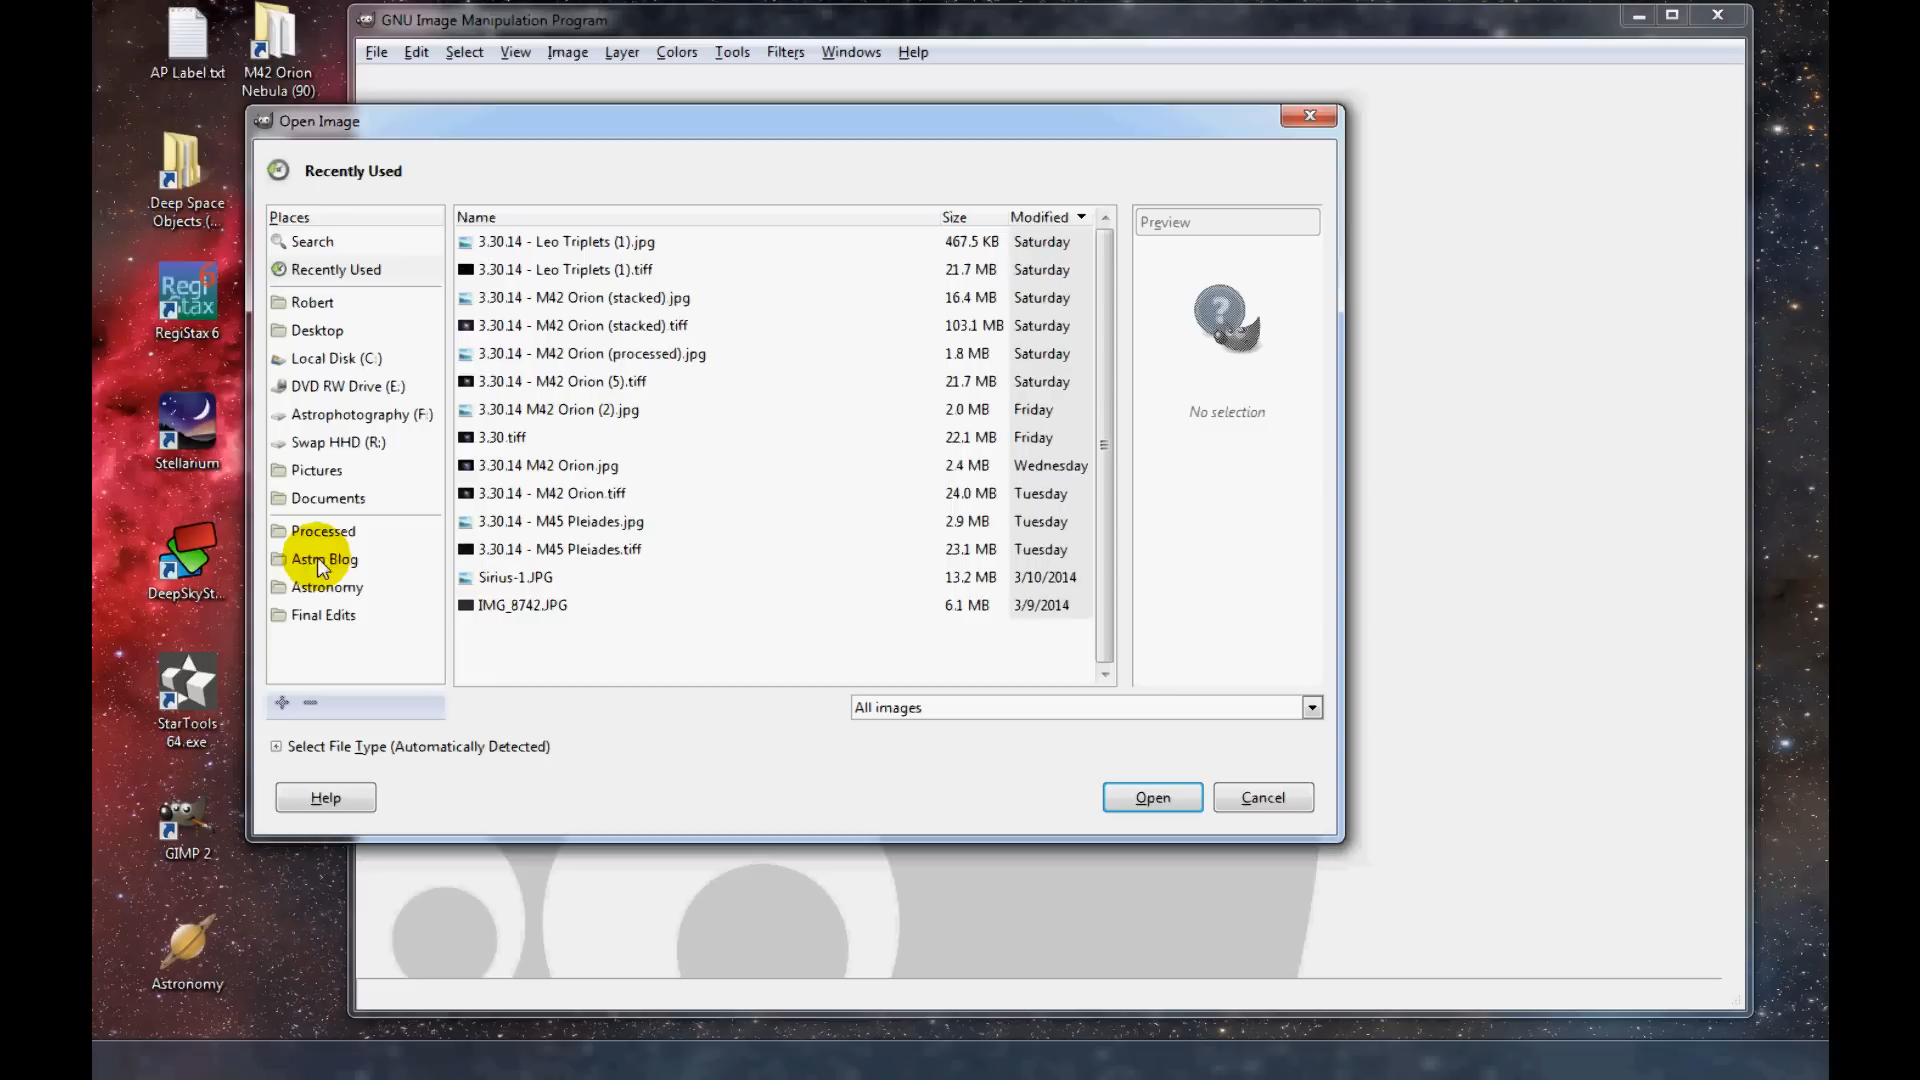 AP Label.txt
M42 Orion
Nebula (90)
Deep Space
Objects (...
RegiStax
6
RegiStax 6
Stellarium
DeepSkySt...
StarTools
64.exe
GIMP 2
Astronomy
GNU Image Manipulation Program
File Edit Select View Image Layer Colors Tools Filters Windows Help
Open Image
Recently Used
Places
Search
Recently Used
Robert
Desktop
Local Disk (C:)
DVD RW Drive (E:)
Astrophotography (F:)
Swap HHD (R:)
Pictures
Documents
Processed
Astro Blog
Astronomy
Final Edits
Name Size Modified
3.30.14 - Leo Triplets (1).jpg 467.5 KB Saturday
3.30.14 - Leo Triplets (1).tiff 21.7 MB Saturday
3.30.14 - M42 Orion (stacked).jpg 16.4 MB Saturday
3.30.14 - M42 Orion (stacked).tiff 103.1 MB Saturday
3.30.14 - M42 Orion (processed).jpg 1.8 MB Saturday
3.30.14 - M42 Orion (5).tiff 21.7 MB Saturday
3.30.14 M42 Orion (2).jpg 2.0 MB Friday
3.30.tiff 22.1 MB Friday
3.30.14 M42 Orion.jpg 2.4 MB Wednesday
3.30.14 - M42 Orion.tiff 24.0 MB Tuesday
3.30.14 - M45 Pleiades.jpg 2.9 MB Tuesday
3.30.14 - M45 Pleiades.tiff 23.1 MB Tuesday
Sirius-1.JPG 13.2 MB 3/10/2014
IMG_8742.JPG 6.1 MB 3/9/2014
Preview
No selection
All images
Select File Type (Automatically Detected)
Help Open Cancel